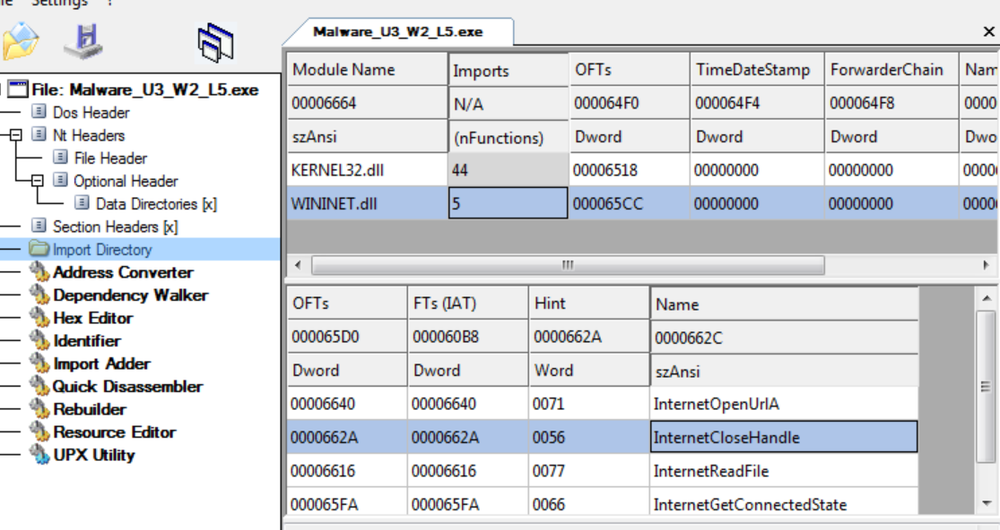 Settings ?
Malware_U3_W2_L5.exe
File: Malware_U3_W2_L5.exe
Dos Header
Nt Headers
File Header
Optional Header
Data Directories [x]
Section Headers [x]
Import Directory
Address Converter
Dependency Walker
Hex Editor
Identifier
Import Adder
Quick Disassembler
Rebuilder
Resource Editor
UPX Utility
Module Name Imports OFTs TimeDateStamp ForwarderChain Nam
00006664 N/A 000064F0 000064F4 000064F8 0000
szAnsi (nFunctions) Dword Dword Dword Dwo
KERNEL32.dll 44 00006518 00000000 00000000 0000
WININET.dll 5 000065CC 00000000 00000000 0000
OFTs FTs (IAT) Hint Name
000065D0 000060B8 0000662A 0000662C
Dword Dword Word szAnsi
00006640 00006640 0071 InternetOpenUrlA
0000662A 0000662A 0056 InternetCloseHandle
00006616 00006616 0077 InternetReadFile
000065FA 000065FA 0066 InternetGetConnectedState